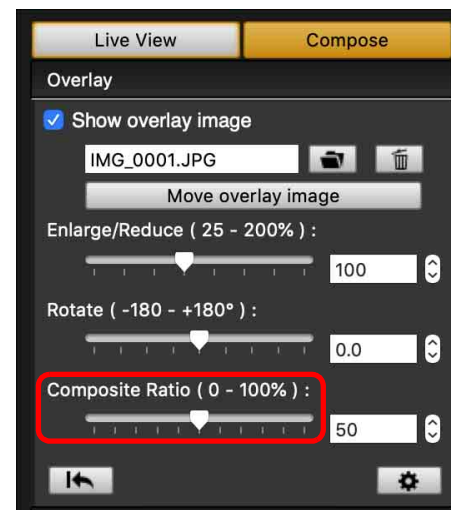 Live View Compose
Overlay
Show overlay image
IMG_0001.JPG
Move overlay image
Enlarge/Reduce ( 25 - 200% ) :
100
Rotate ( -180 - +180° ) :
0.0
Composite Ratio ( 0 - 100% ) :
50